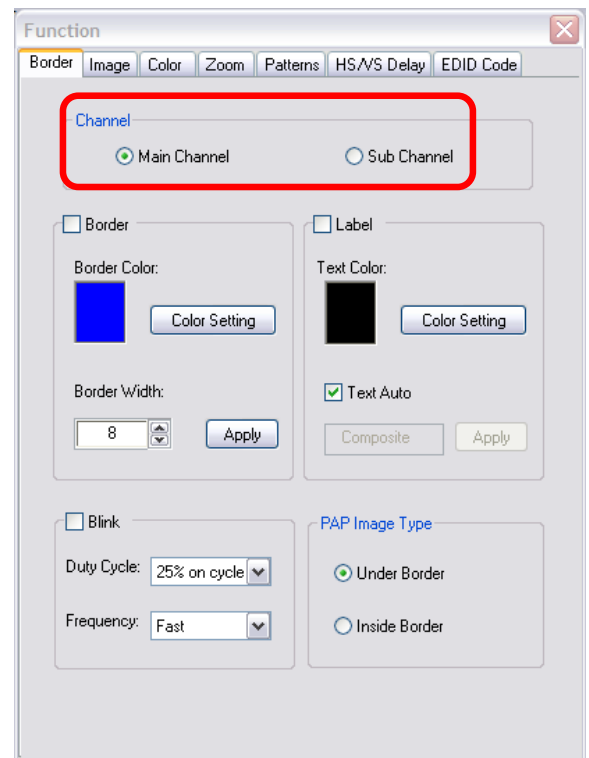 Function
Border Image Color Zoom Patterns HS/VS Delay EDID Code
Channel
Main Channel Sub Channel
Border Label
Border Color: Text Color:
Color Setting Color Setting
Border Width: Text Auto
8 Apply Composite Apply
Blink PAP Image Type
Duty Cycle: 25% on cycle Under Border
Frequency: Fast Inside Border